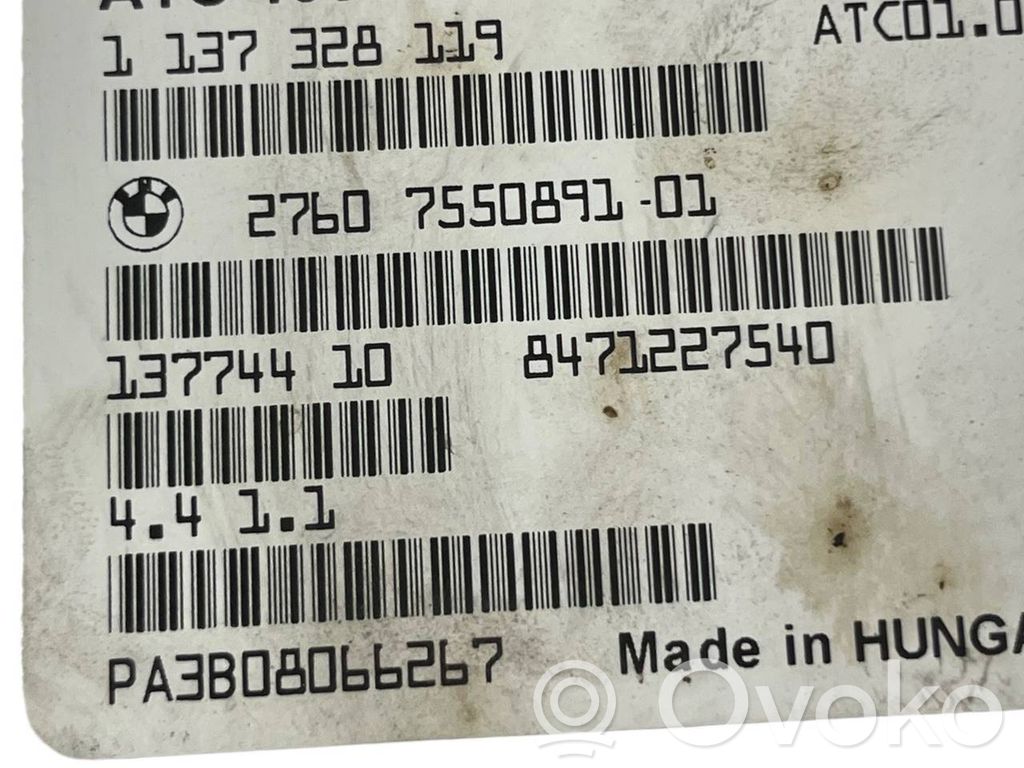 1 137 328 119
ATC01.0
2760 7550891-01
137744 10 8471227540
4.4 1.1
PA3B08066267
Made in HUNGA
Ovoko